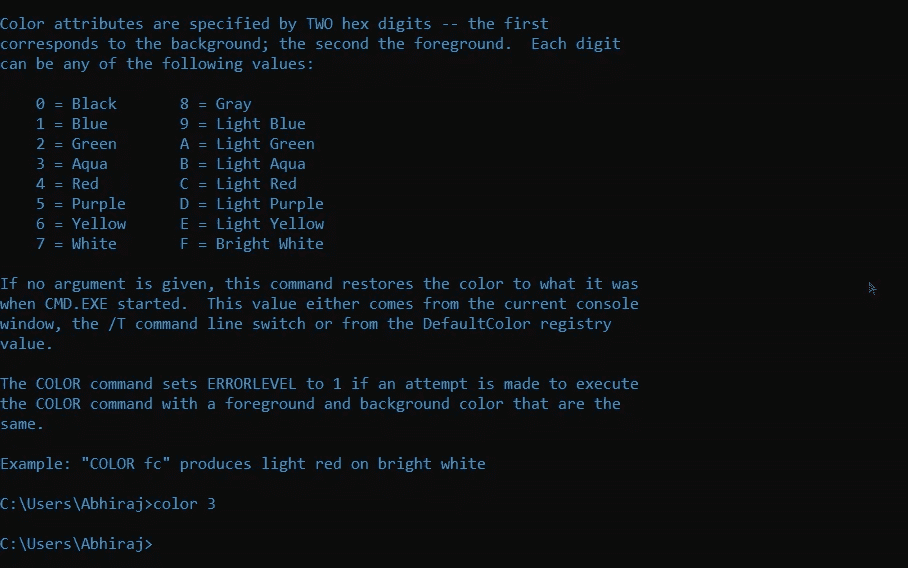 Color attributes are specified by TWO hex digits -- the first
corresponds to the background; the second the foreground.  Each digit
can be any of the following values:
    0 = Black       8 = Gray
    1 = Blue        9 = Light Blue
    2 = Green       A = Light Green
    3 = Aqua        B = Light Aqua
    4 = Red         C = Light Red
    5 = Purple      D = Light Purple
    6 = Yellow      E = Light Yellow
    7 = White       F = Bright White
If no argument is given, this command restores the color to what it was
when CMD.EXE started.  This value either comes from the current console
window, the /T command line switch or from the DefaultColor registry
value.
The COLOR command sets ERRORLEVEL to 1 if an attempt is made to execute
the COLOR command with a foreground and background color that are the
same.
Example: "COLOR fc" produces light red on bright white
C:\Users\Abhiraj>color 3
C:\Users\Abhiraj>